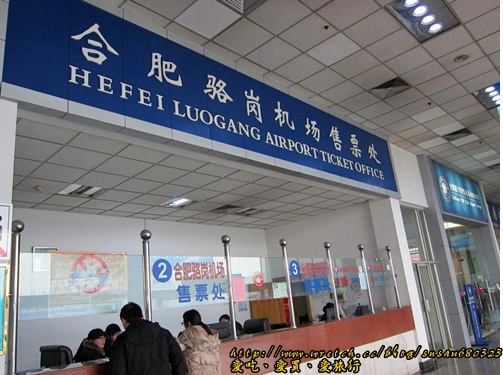 合肥骆岗机场售票处
HEFEI LUOGANG AIRPORT TICKET OFFICE
2 合肥骆岗机场
售票处
3
http://www.wretch.cc/blog/susan680323
愛吃、愛買、愛旅行